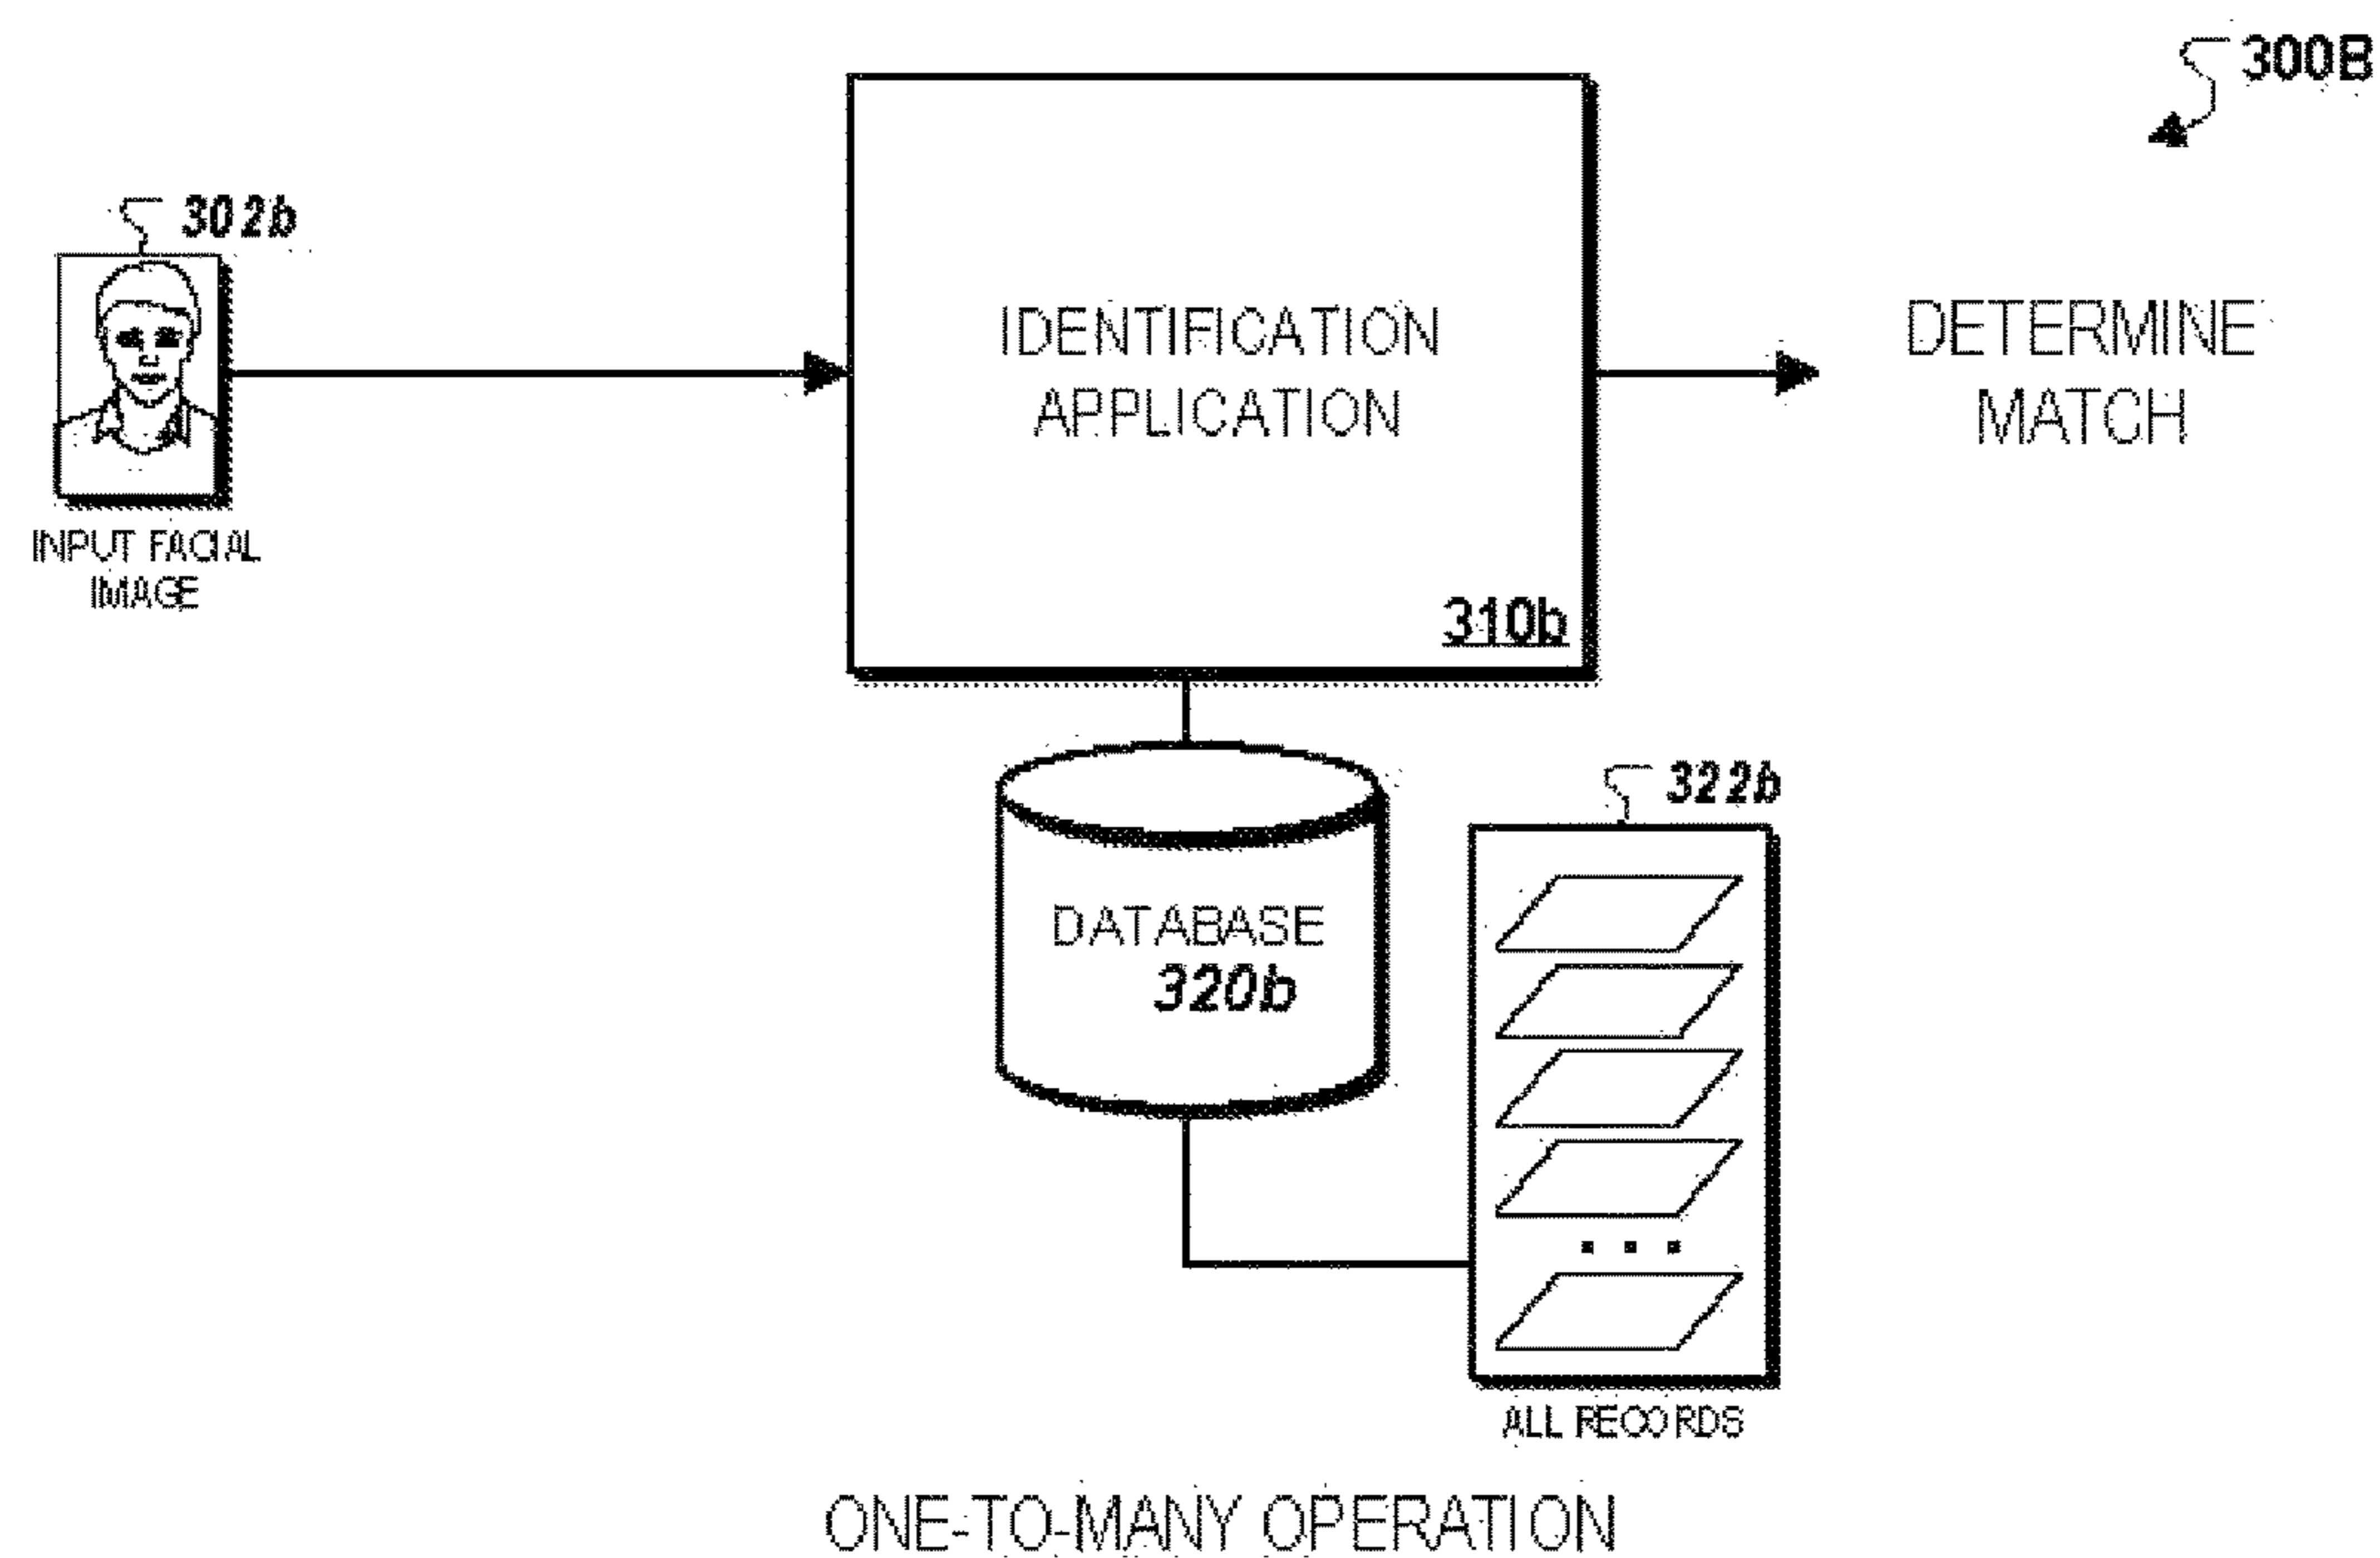 300B
302b
INPUT FACIAL
IMAGE
IDENTIFICATION
APPLICATION
310b
DETERMINE
MATCH
DATABASE
320b
322b
ALL RECORDS
ONE-TO-MANY OPERATION